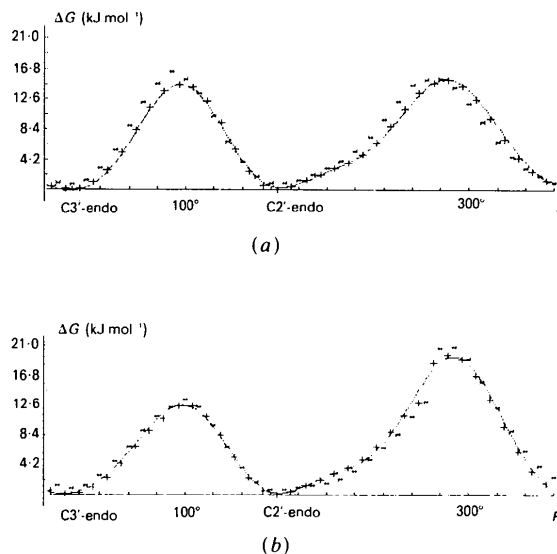 ΔG (kJ mol⁻¹)
21·0
16·8
12·6
8·4
4·2
C3'-endo 100° C2'-endo 300°
(a)
ΔG (kJ mol⁻¹)
21·0
16·8
12·6
8·4
4·2
C3'-endo 100° C2'-endo 300°
(b)